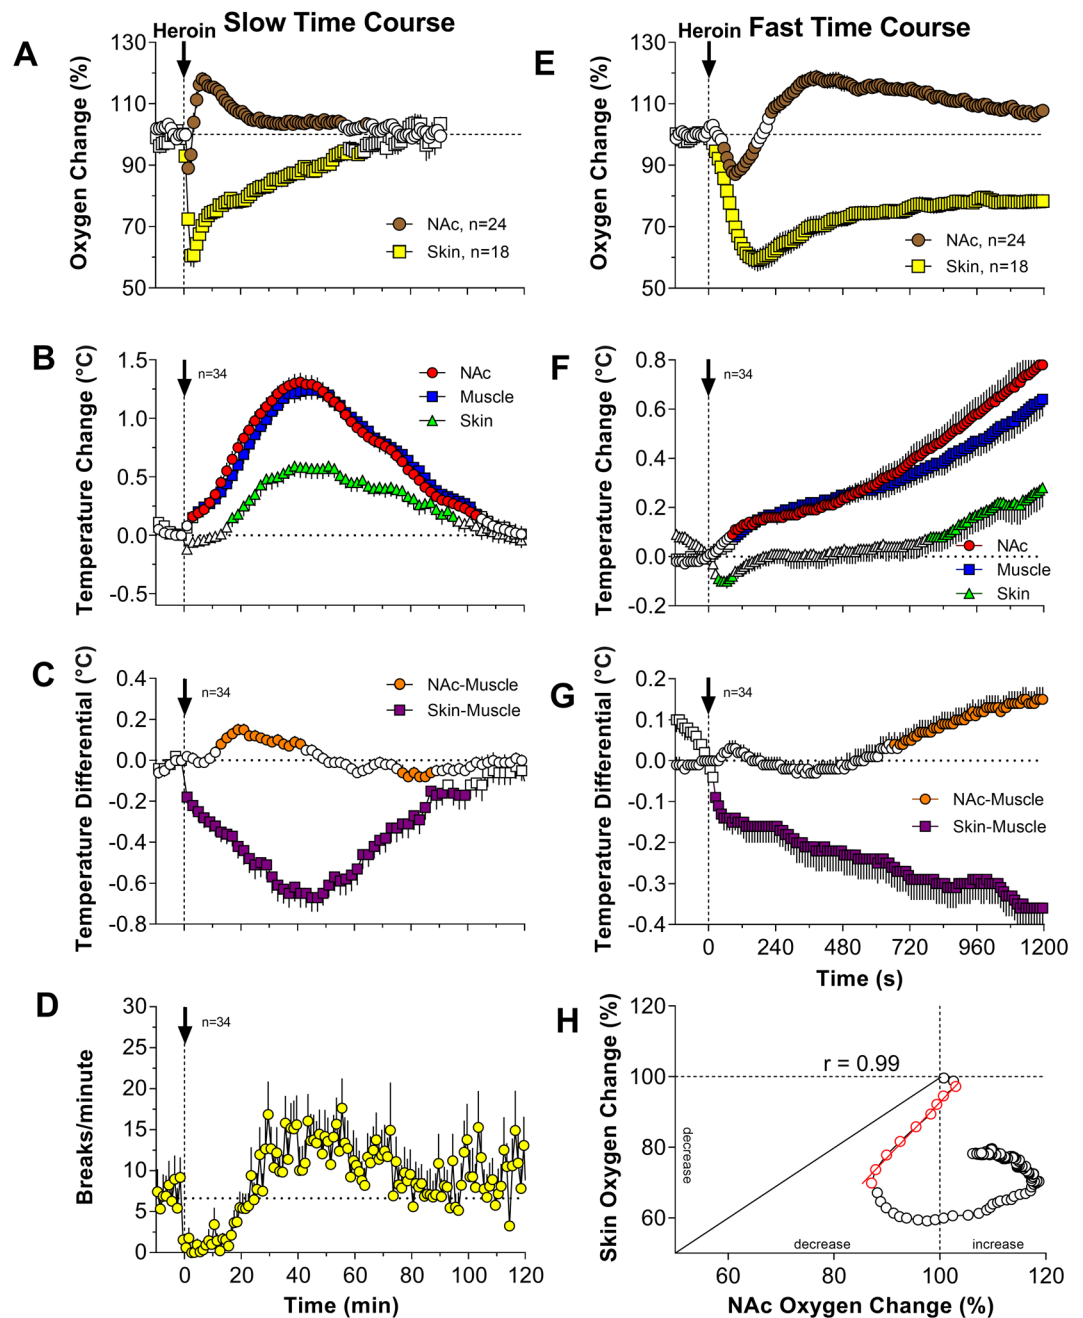 Slow Time Course
Fast Time Course
A
Heroin
Oxygen Change (%)
130
110
90
70
50
NAc, n=24
Skin, n=18
E
Heroin
Oxygen Change (%)
130
110
90
70
50
NAc, n=24
Skin, n=18
B
n=34
Temperature Change (°C)
1.5
1.0
0.5
0.0
-0.5
NAc
Muscle
Skin
F
n=34
Temperature Change (°C)
0.8
0.6
0.4
0.2
0.0
-0.2
NAc
Muscle
Skin
C
n=34
Temperature Differential (°C)
0.4
0.2
0.0
-0.2
-0.4
-0.6
-0.8
NAc-Muscle
Skin-Muscle
G
n=34
Temperature Differential (°C)
0.2
0.1
0.0
-0.1
-0.2
-0.3
-0.4
NAc-Muscle
Skin-Muscle
0 240 480 720 960 1200
Time (s)
D
n=34
Breaks/minute
30
25
20
15
10
5
0
0 20 40 60 80 100 120
Time (min)
H
Skin Oxygen Change (%)
120
100
80
60
r = 0.99
decrease
decrease
increase
60 80 100 120
NAc Oxygen Change (%)